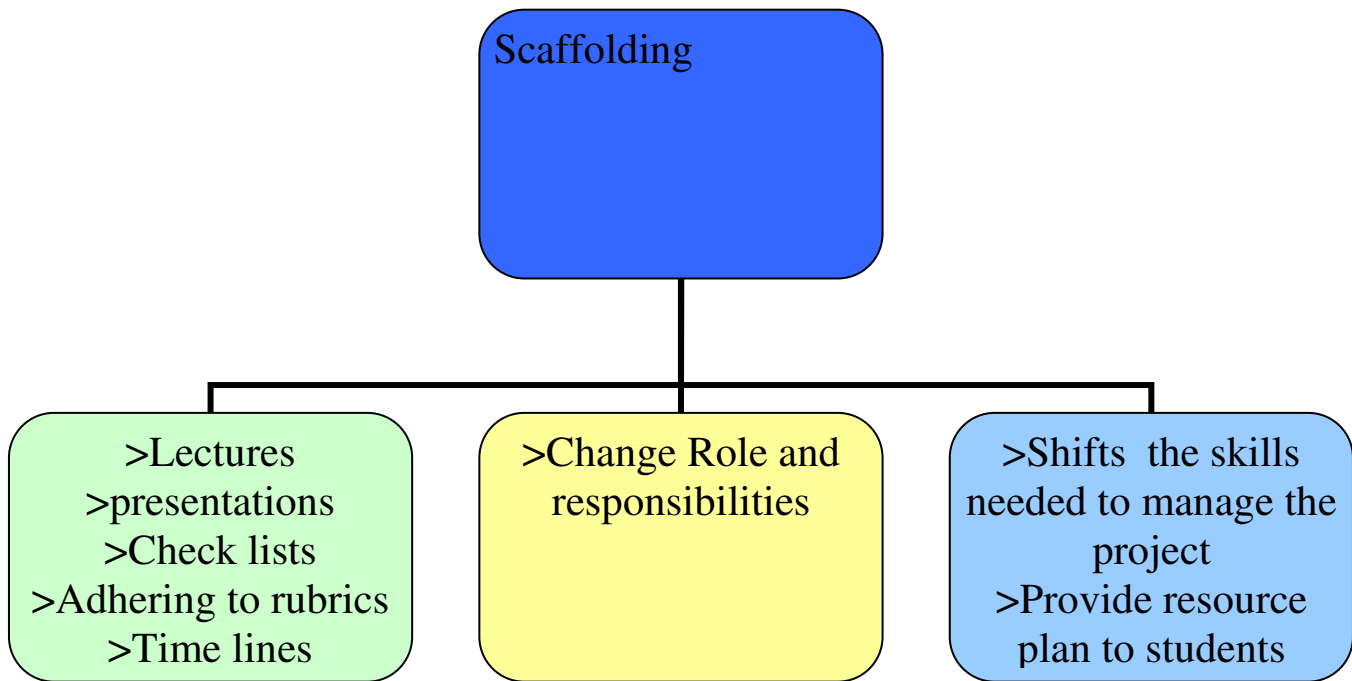 Scaffolding
>Lectures
>presentations
>Check lists
>Adhering to rubrics
>Time lines
>Change Role and
responsibilities
>Shifts  the skills
needed to manage the
project
>Provide resource
plan to students